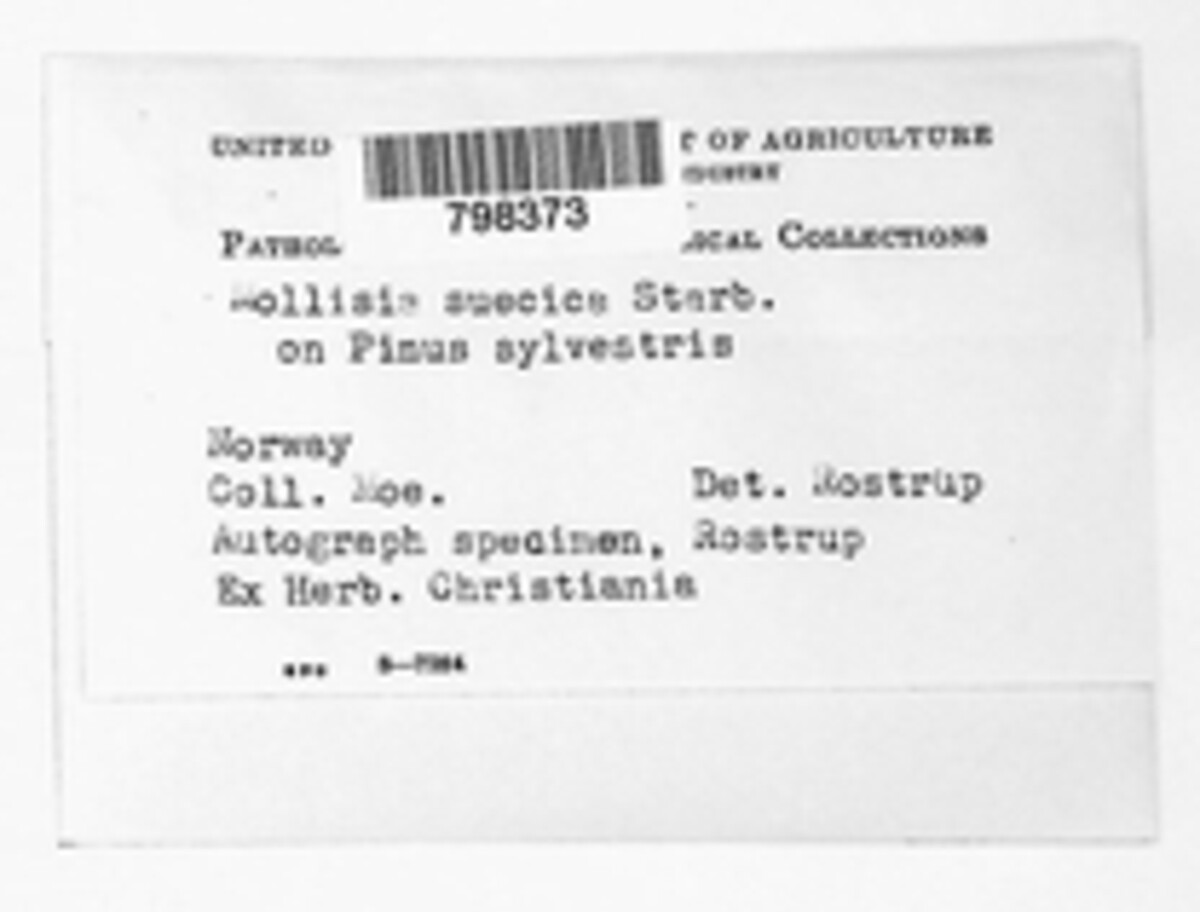 UNITED T OF AGRICULTURE
798373
PATHOL ICAL COLLECTIONS
Mollisia suecica Starb.
on Pinus sylvestris
Norway
Coll. Moe. Det. Rostrup
Autograph specimen, Rostrup
Ex Herb. Christiania